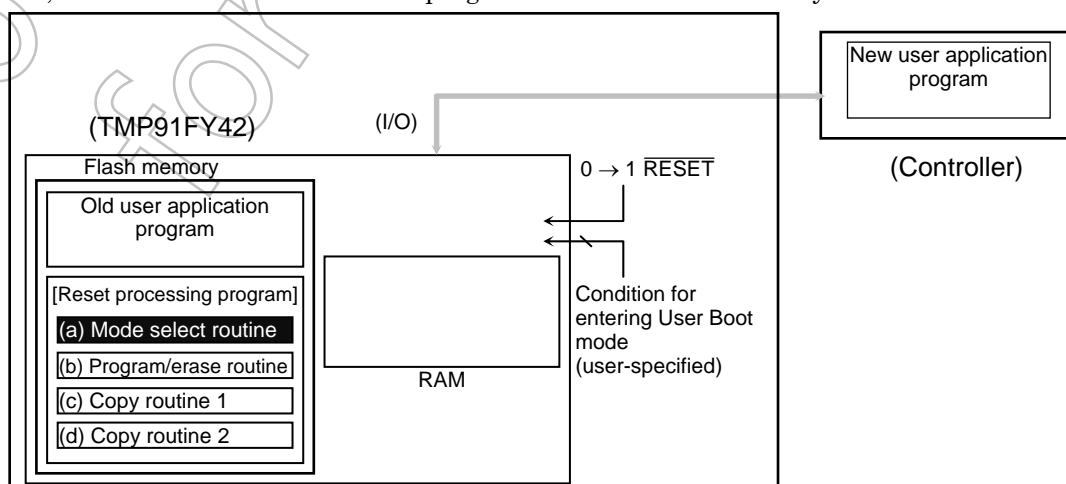 (TMP91FY42)
(I/O)
New user application
program
(Controller)
Flash memory
0 → 1 RESET
Old user application
program
[Reset processing program]
(a) Mode select routine
(b) Program/erase routine
(c) Copy routine 1
(d) Copy routine 2
RAM
Condition for
entering User Boot
mode
(user-specified)